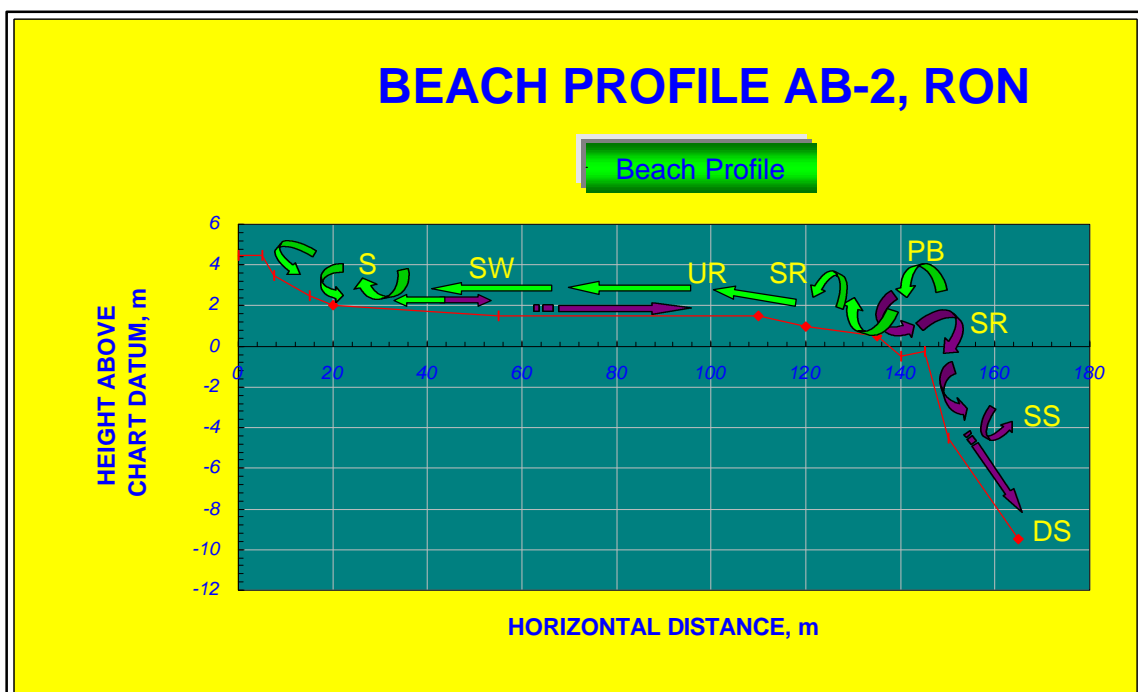 BEACH PROFILE AB-2, RON
Beach Profile
6
4
2
0
-2
-4
-6
-8
-10
-12
0 20 40 60 80 100 120 140 160 180
S SW UR SR PB
SR
SS
DS
HEIGHT ABOVE
CHART DATUM, m
HORIZONTAL DISTANCE, m